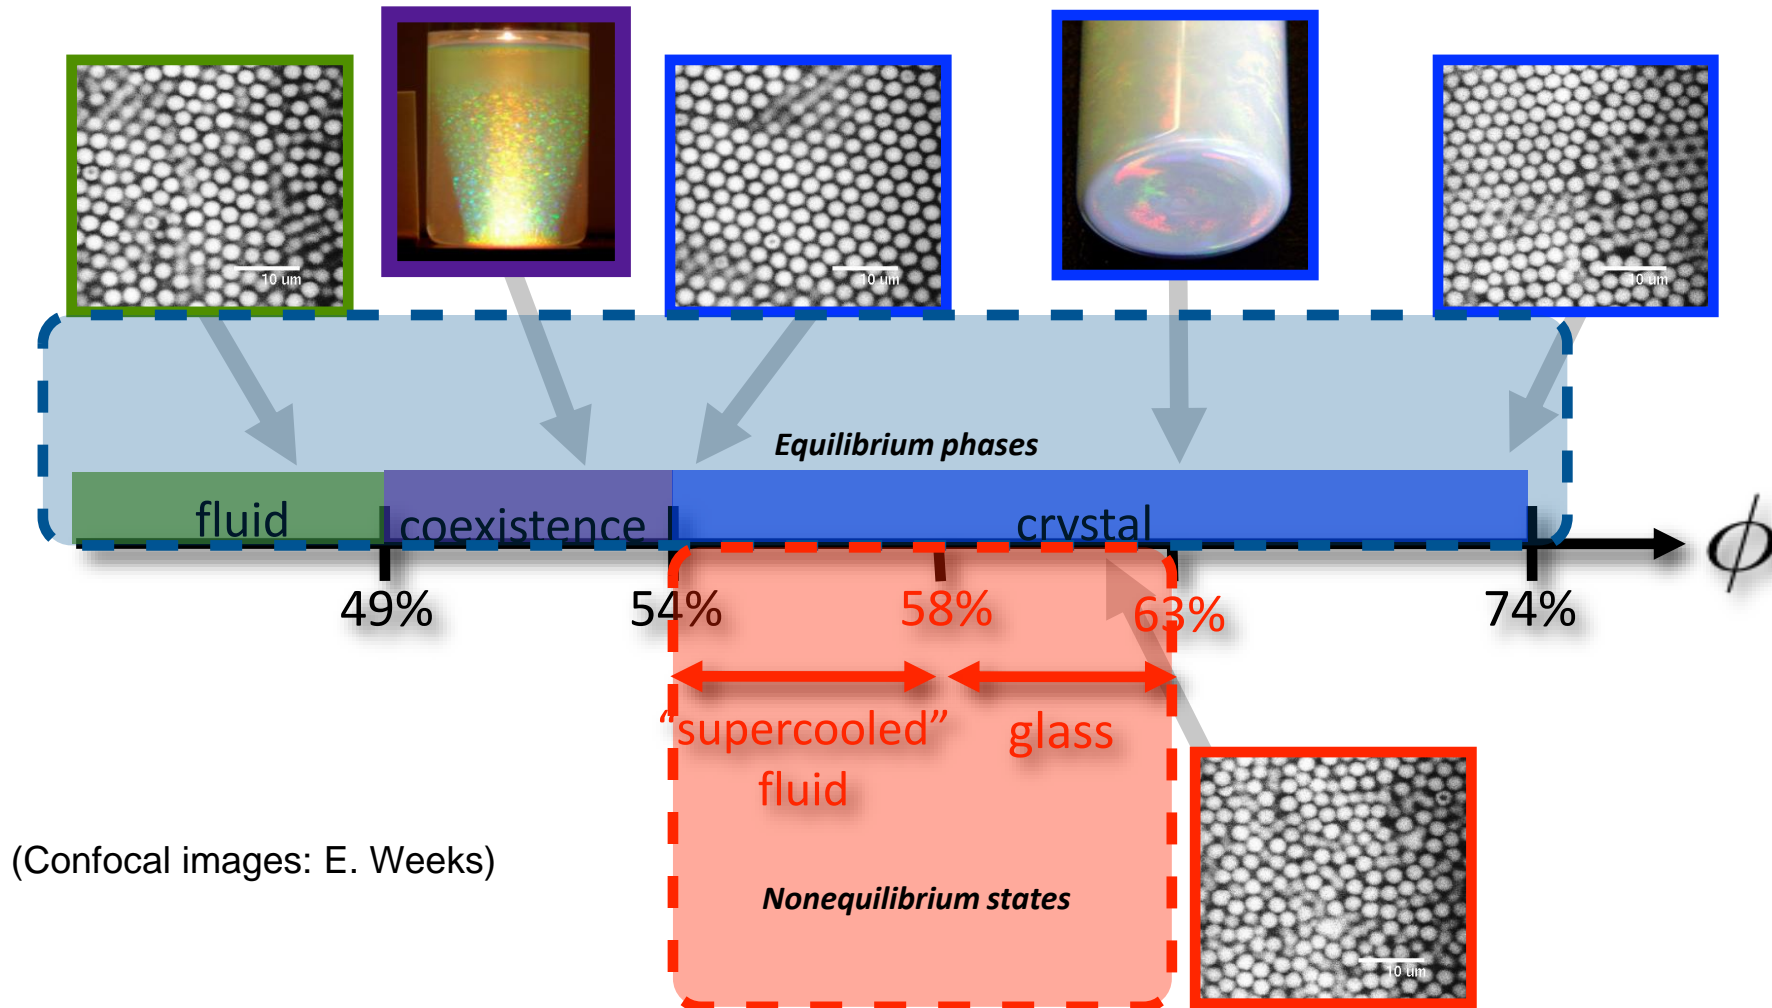 10 um
10 um
10 um
Equilibrium phases
fluid
coexistence
crystal
ϕ
49%
54%
58%
63%
74%
“supercooled”
fluid
glass
(Confocal images: E. Weeks)
Nonequilibrium states
10 um